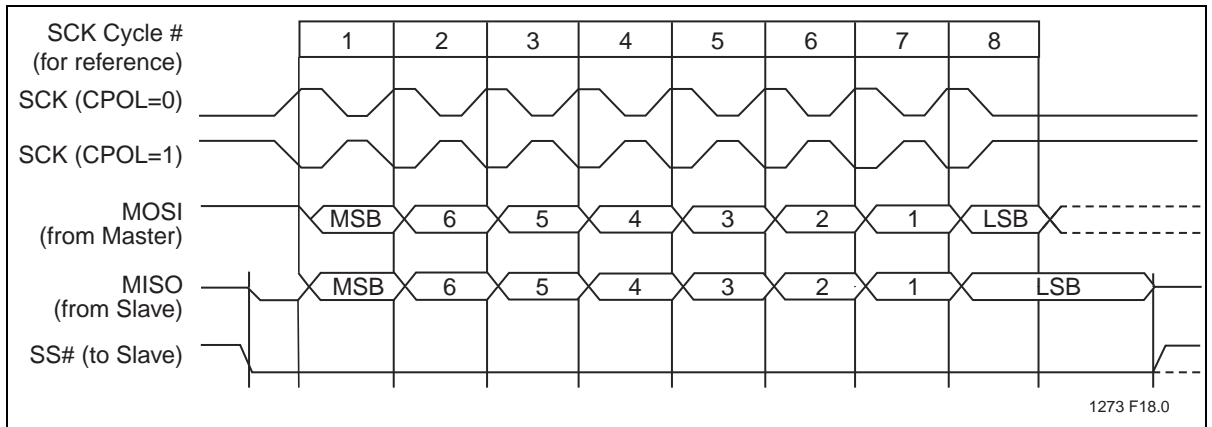 SCK Cycle # 1 2 3 4 5 6 7 8
(for reference)
SCK (CPOL=0)
SCK (CPOL=1)
MOSI MSB 6 5 4 3 2 1 LSB
(from Master)
MISO MSB 6 5 4 3 2 1 LSB
(from Slave)
SS# (to Slave)
1273 F18.0